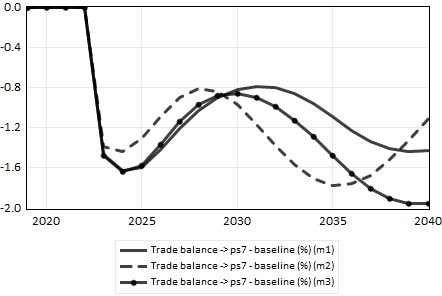 0.0
-0.4
-0.8
-1.2
-1.6
-2.0
2020 2025 2030 2035 2040
Trade balance -> ps7 - baseline (%) (m1)
Trade balance -> ps7 - baseline (%) (m2)
Trade balance -> ps7 - baseline (%) (m3)